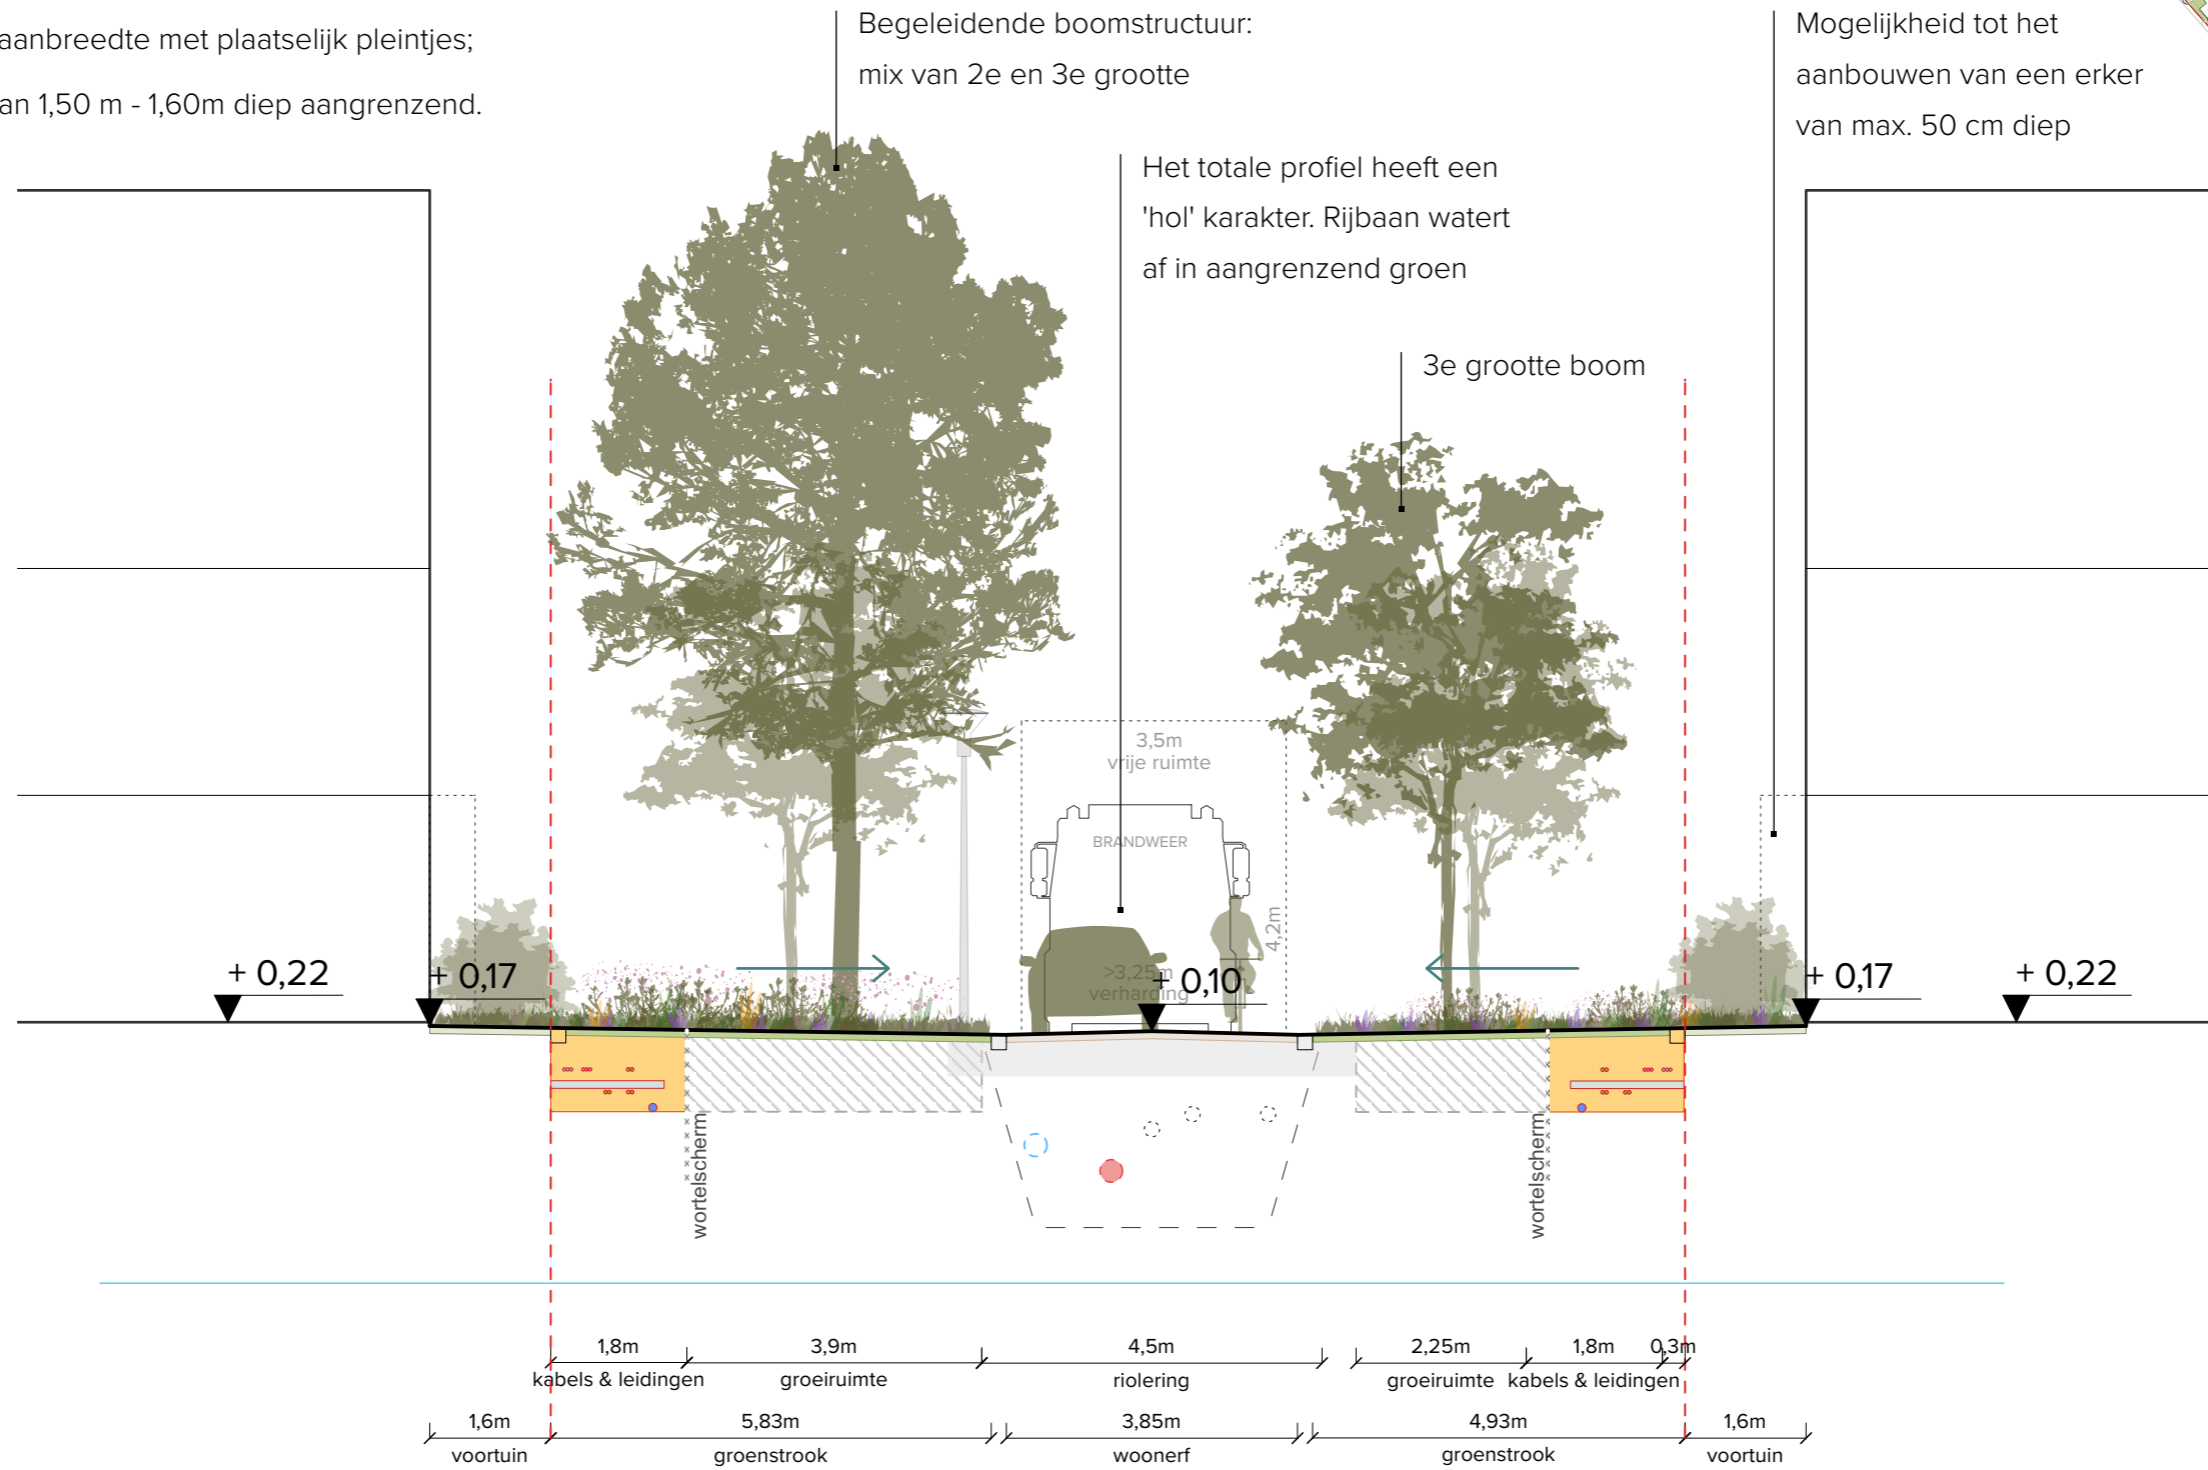 aanbreedte met plaatselijk pleintjes;
an 1,50 m - 1,60m diep aangrenzend.
Begeleidende boomstructuur:
mix van 2e en 3e grootte
Mogelijkheid tot het
aanbouwen van een erker
van max. 50 cm diep
Het totale profiel heeft een
'hol' karakter. Rijbaan watert
af in aangrenzend groen
3e grootte boom
3,5m
vrije ruimte
BRANDWEER
4,2m
>3,25m
verharding
+ 0,22
+ 0,17
+ 0,10
+ 0,17
+ 0,22
wortelscherm
wortelscherm
1,8m
3,9m
4,5m
2,25m
1,8m
0,3m
kabels & leidingen
groeiruimte
riolering
groeiruimte
kabels & leidingen
1,6m
5,83m
3,85m
4,93m
1,6m
voortuin
groenstrook
woonerf
groenstrook
voortuin